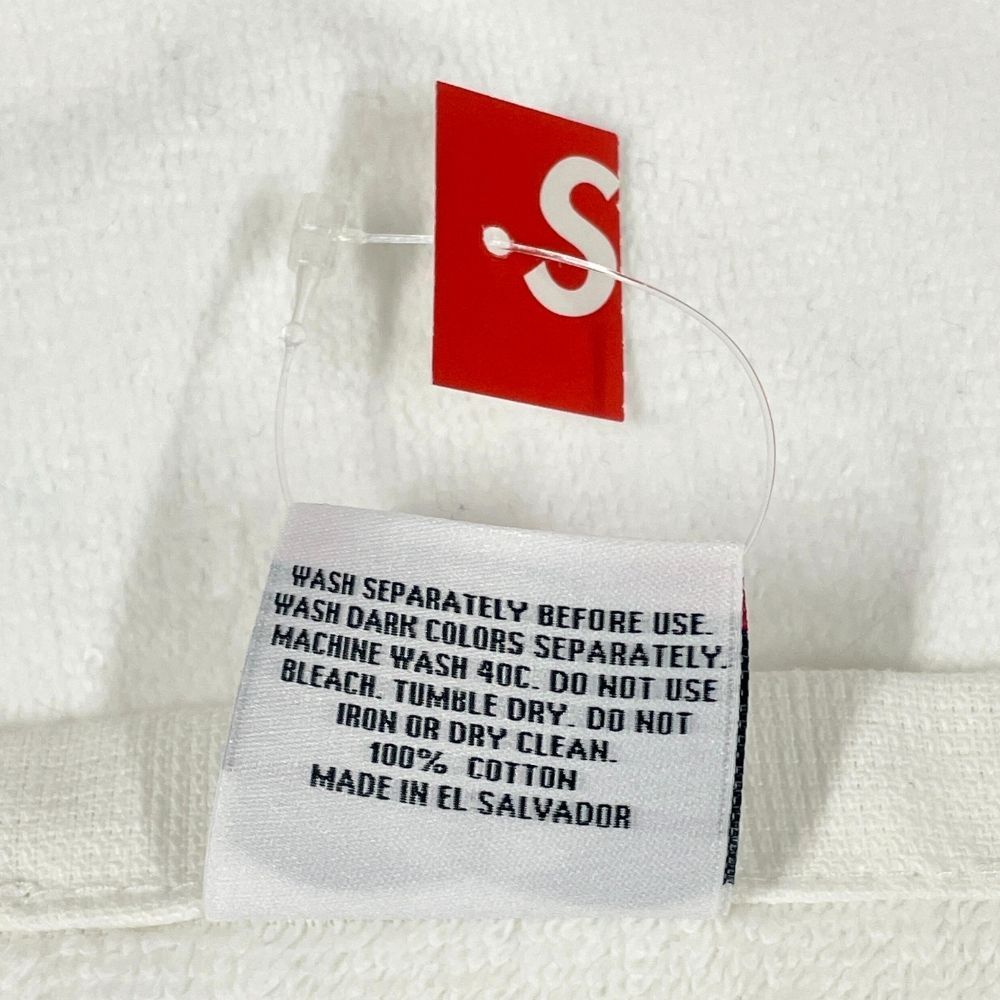 S
WASH SEPARATELY BEFORE USE.
WASH DARK COLORS SEPARATELY.
MACHINE WASH 40C. DO NOT USE
BLEACH. TUMBLE DRY. DO NOT
IRON OR DRY CLEAN.
100% COTTON
MADE IN EL SALVADOR